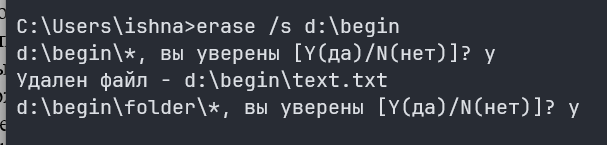 C:\Users\ishna>erase /s d:\begin
d:\begin\*, вы уверены [Y(да)/N(нет)]? y
Удален файл - d:\begin\text.txt
d:\begin\folder\*, вы уверены [Y(да)/N(нет)]? y